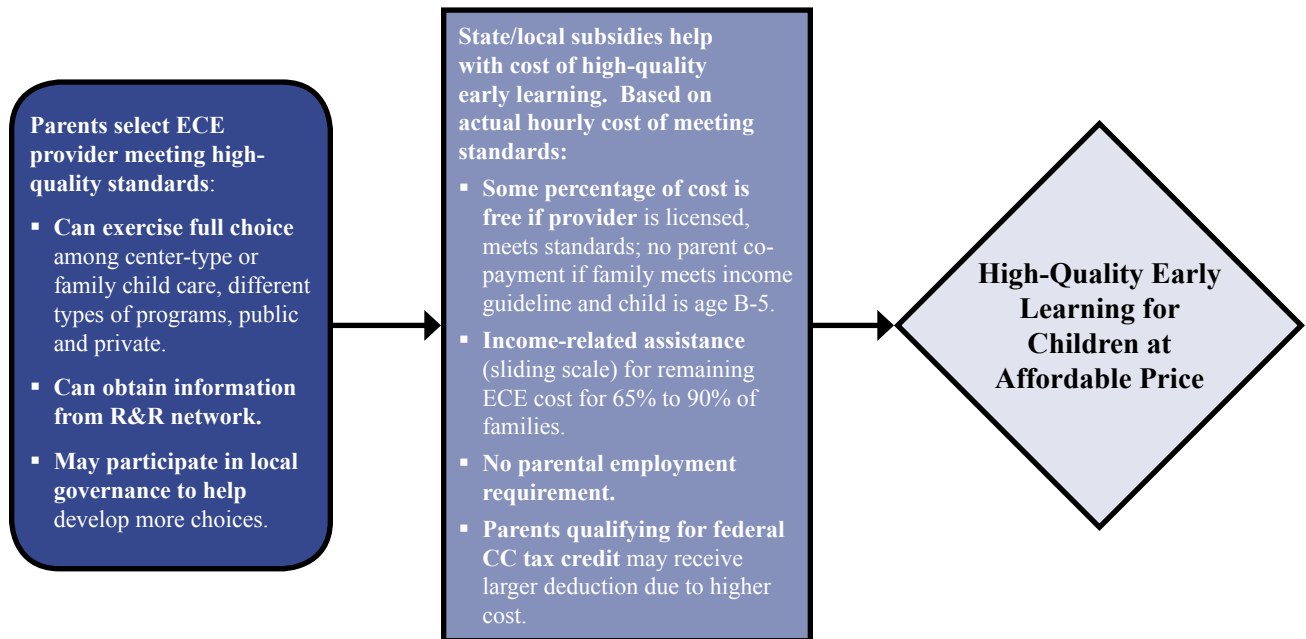 Parents select ECE
provider meeting high-
quality standards:
▪ Can exercise full choice
among center-type or
family child care, different
types of programs, public
and private.
▪ Can obtain information
from R&R network.
▪ May participate in local
governance to help
develop more choices.
State/local subsidies help
with cost of high-quality
early learning. Based on
actual hourly cost of meeting
standards:
▪ Some percentage of cost is
free if provider is licensed,
meets standards; no parent co-
payment if family meets income
guideline and child is age B-5.
▪ Income-related assistance
(sliding scale) for remaining
ECE cost for 65% to 90% of
families.
▪ No parental employment
requirement.
▪ Parents qualifying for federal
CC tax credit may receive
larger deduction due to higher
cost.
High-Quality Early
Learning for
Children at
Affordable Price